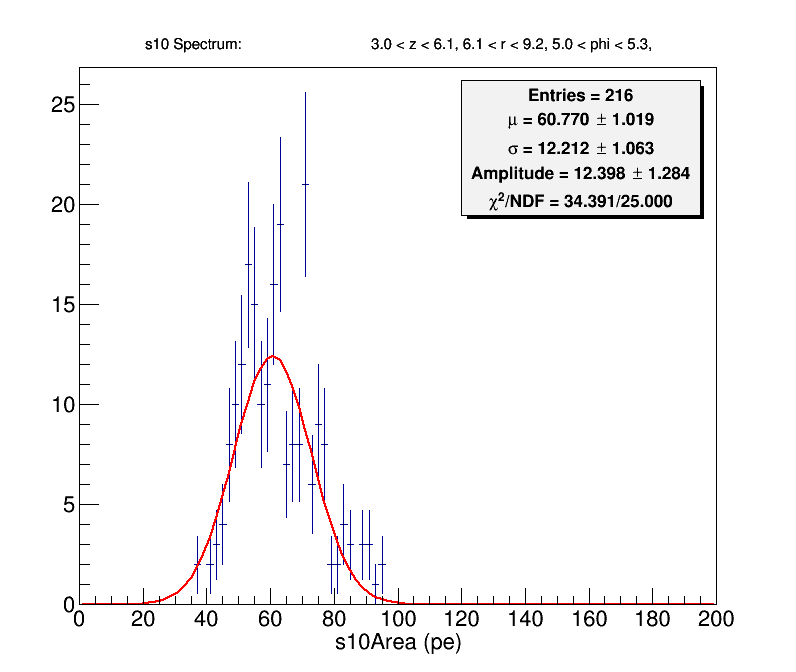 s10 Spectrum: 3.0 < z < 6.1, 6.1 < r < 9.2, 5.0 < phi < 5.3,
Entries = 216
μ = 60.770 ± 1.019
σ = 12.212 ± 1.063
Amplitude = 12.398 ± 1.284
χ²/NDF = 34.391/25.000
25
20
15
10
5
0
0 20 40 60 80 100 120 140 160 180 200
s10Area (pe)